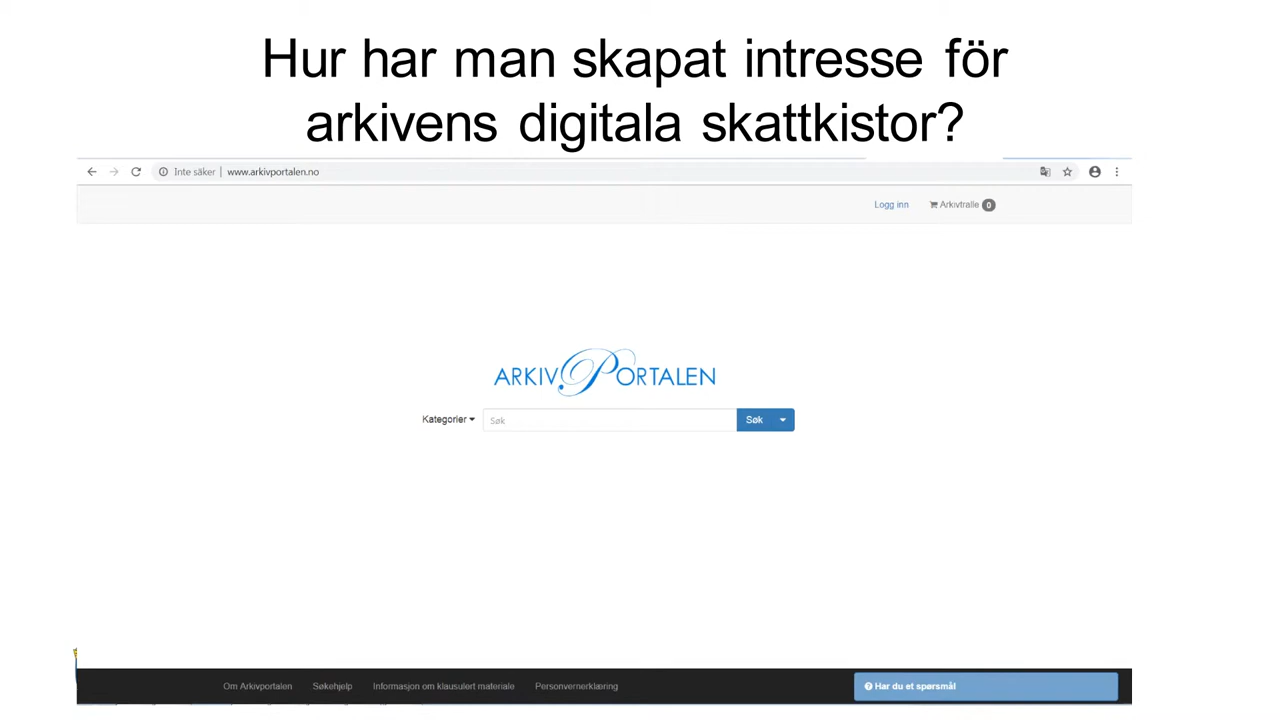 Hur har man skapat intresse för
arkivens digitala skattkistor?
Inte säker | www.arkivportalen.no
Logg inn Arkivtralle 0
ARKIVPORTALEN
Kategorier Søk Søk
Om Arkivportalen Søkehjelp Informasjon om klausulert materiale Personvernerklæring Har du et spørsmål